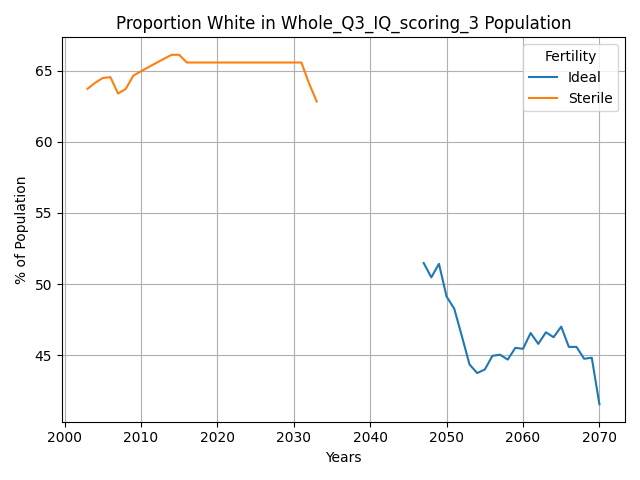 Proportion White in Whole_Q3_IQ_scoring_3 Population
Fertility
Ideal
Sterile
% of Population
65
60
55
50
45
2000 2010 2020 2030 2040 2050 2060 2070
Years